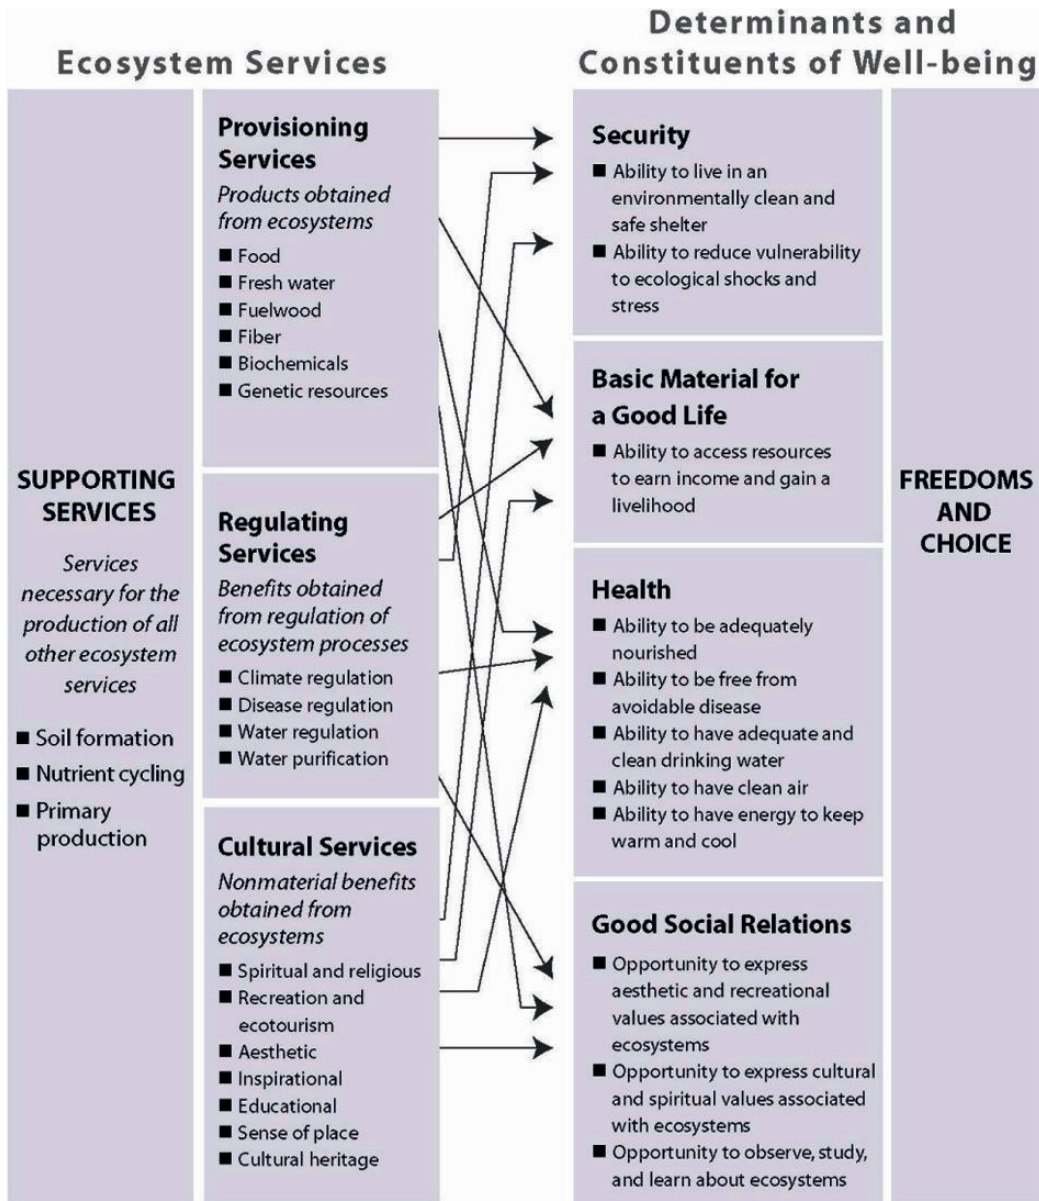 Ecosystem Services
Determinants and
Constituents of Well-being
SUPPORTING
SERVICES
Services
necessary for the
production of all
other ecosystem
services
■ Soil formation
■ Nutrient cycling
■ Primary
production
Provisioning
Services
Products obtained
from ecosystems
■ Food
■ Fresh water
■ Fuelwood
■ Fiber
■ Biochemicals
■ Genetic resources
Regulating
Services
Benefits obtained
from regulation of
ecosystem processes
■ Climate regulation
■ Disease regulation
■ Water regulation
■ Water purification
Cultural Services
Nonmaterial benefits
obtained from
ecosystems
■ Spiritual and religious
■ Recreation and
ecotourism
■ Aesthetic
■ Inspirational
■ Educational
■ Sense of place
■ Cultural heritage
Security
■ Ability to live in an
environmentally clean and
safe shelter
■ Ability to reduce vulnerability
to ecological shocks and
stress
Basic Material for
a Good Life
■ Ability to access resources
to earn income and gain a
livelihood
Health
■ Ability to be adequately
nourished
■ Ability to be free from
avoidable disease
■ Ability to have adequate and
clean drinking water
■ Ability to have clean air
■ Ability to have energy to keep
warm and cool
Good Social Relations
■ Opportunity to express
aesthetic and recreational
values associated with
ecosystems
■ Opportunity to express cultural
and spiritual values associated
with ecosystems
■ Opportunity to observe, study,
and learn about ecosystems
FREEDOMS
AND
CHOICE